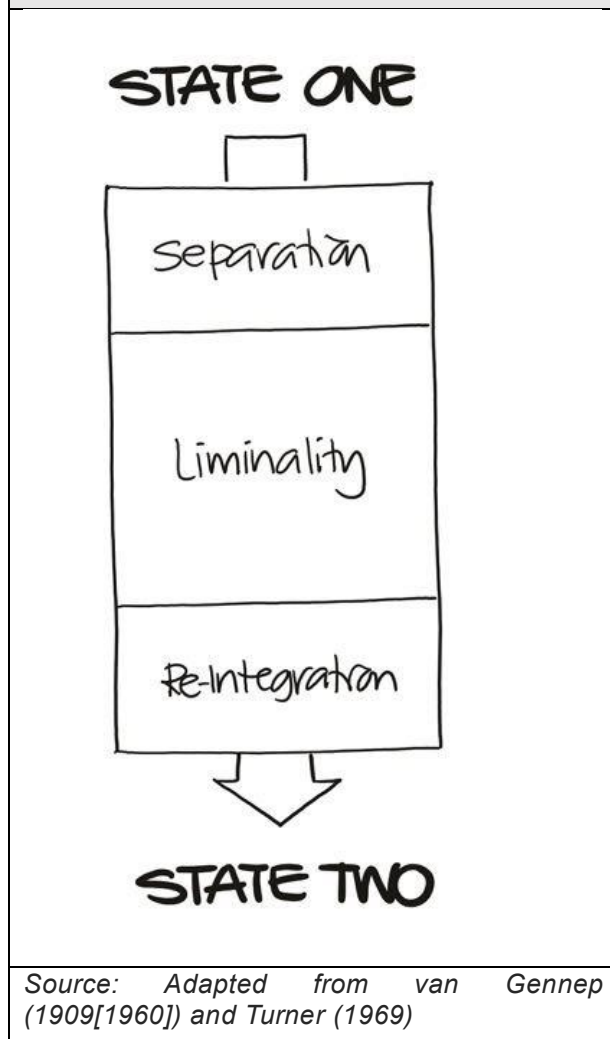 STATE ONE
Separation
Liminality
Re-Integration
STATE TWO
Source: Adapted from van Gennep
(1909[1960]) and Turner (1969)